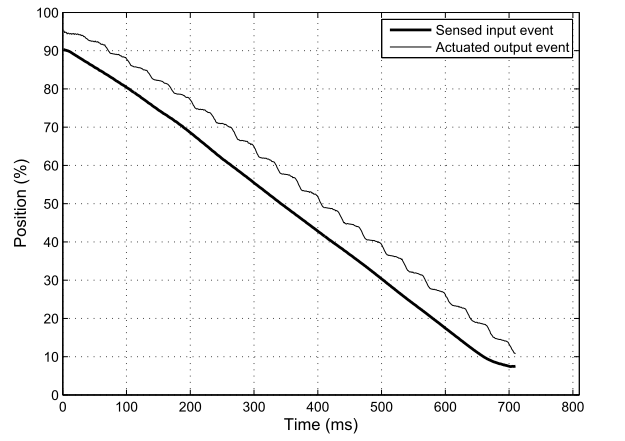 100
90
80
70
60
50
40
30
20
10
0
Position (%)
Sensed input event
Actuated output event
0 100 200 300 400 500 600 700 800
Time (ms)